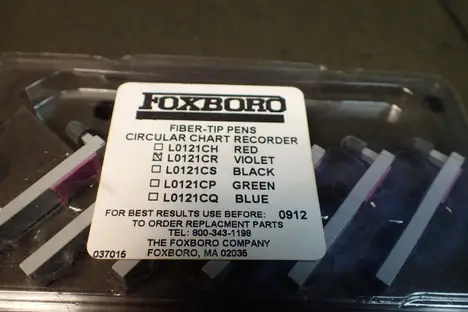 FOXBORO
FIBER-TIP PENS
CIRCULAR CHART RECORDER
☐ L0121CH RED
☒ L0121CR VIOLET
☐ L0121CS BLACK
☐ L0121CP GREEN
☐ L0121CQ BLUE
FOR BEST RESULTS USE BEFORE: 0912
TO ORDER REPLACMENT PARTS
TEL: 800-343-1198
THE FOXBORO COMPANY
037016 FOXBORO, MA 02035